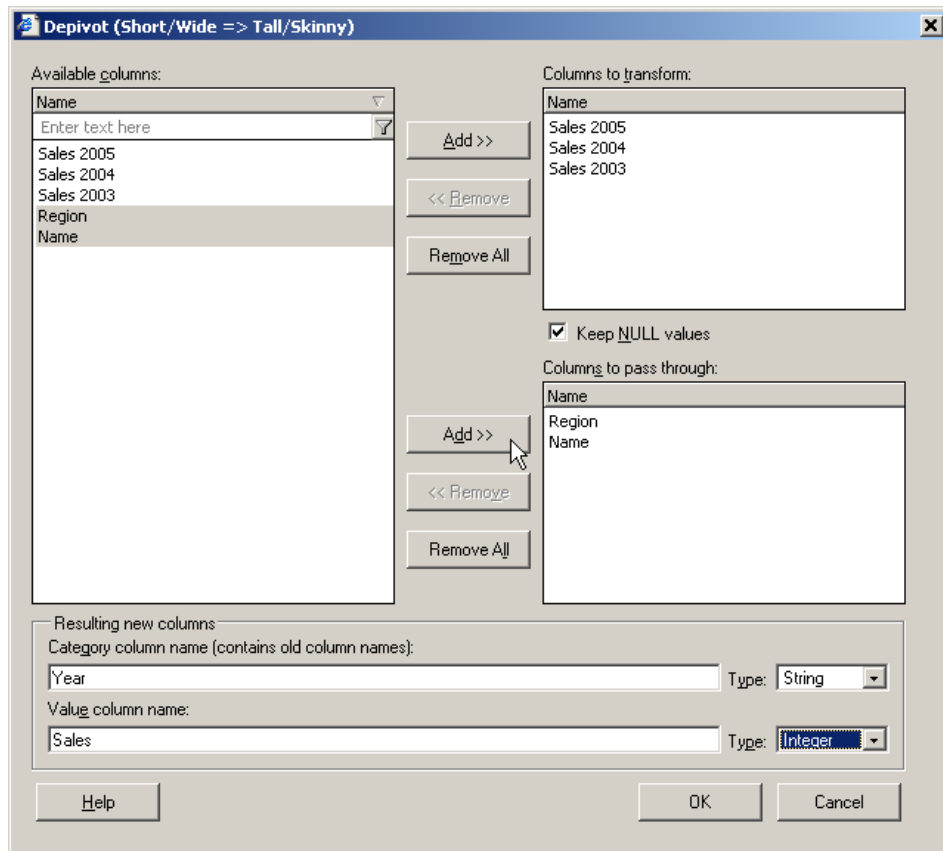 Depivot (Short/Wide => Tall/Skinny)
Available columns:
Name
Enter text here
Sales 2005
Sales 2004
Sales 2003
Region
Name
Add >>
<< Remove
Remove All
Columns to transform:
Name
Sales 2005
Sales 2004
Sales 2003
Keep NULL values
Columns to pass through:
Name
Region
Name
Add >>
<< Remove
Remove All
Resulting new columns
Category column name (contains old column names):
Year
Type: String
Value column name:
Sales
Type: Integer
Help
OK
Cancel